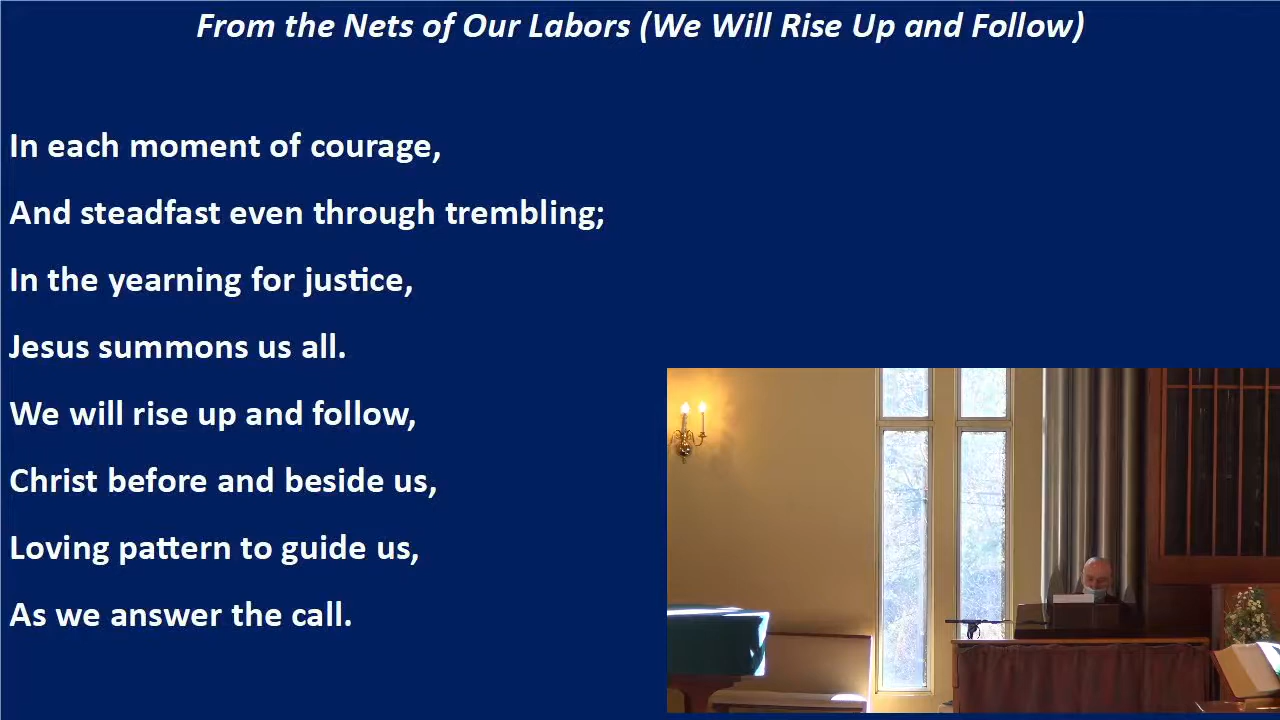 From the Nets of Our Labors (We Will Rise Up and Follow)
In each moment of courage,
And steadfast even through trembling;
In the yearning for justice,
Jesus summons us all.
We will rise up and follow,
Christ before and beside us,
Loving pattern to guide us,
As we answer the call.